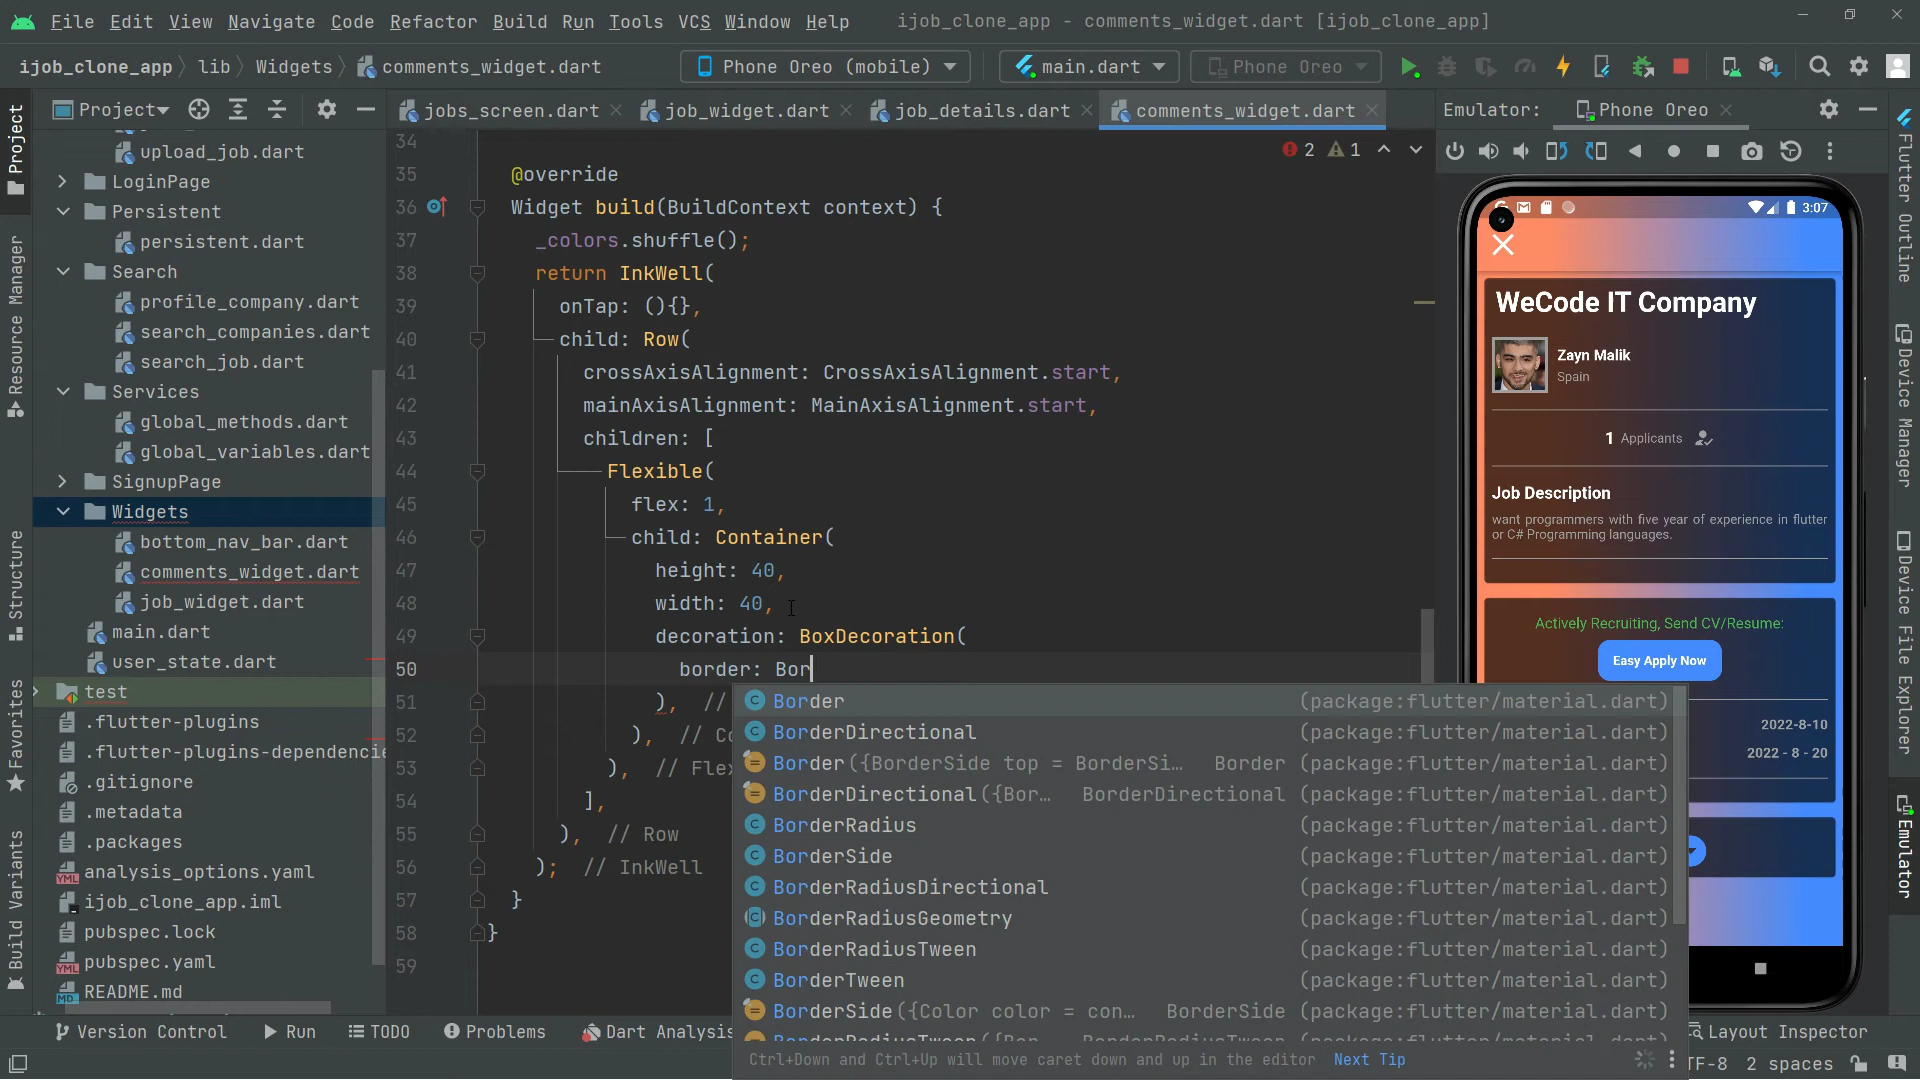 File Edit View Navigate Code Refactor Build Run Tools VCS Window Help ijob_clone_app - comments_widget.dart [ijob_clone_app]
ijob_clone_app lib Widgets comments_widget.dart Phone Oreo (mobile) main.dart Phone Oreo
Project jobs_screen.dart job_widget.dart job_details.dart comments_widget.dart Emulator: Phone Oreo
Project
Resource Manager
Structure
Favorites
Build Variants
upload_job.dart
LoginPage
Persistent
persistent.dart
Search
profile_company.dart
search_companies.dart
search_job.dart
Services
global_methods.dart
global_variables.dart
SignupPage
Widgets
bottom_nav_bar.dart
comments_widget.dart
job_widget.dart
main.dart
user_state.dart
test
.flutter-plugins
.flutter-plugins-dependencie
.gitignore
.metadata
.packages
analysis_options.yaml
ijob_clone_app.iml
pubspec.lock
pubspec.yaml
README.md
2 1
34
35 @override
36 Widget build(BuildContext context) {
37 _colors.shuffle();
38 return InkWell(
39 onTap: (){},
40 child: Row(
41 crossAxisAlignment: CrossAxisAlignment.start,
42 mainAxisAlignment: MainAxisAlignment.start,
43 children: [
44 Flexible(
45 flex: 1,
46 child: Container(
47 height: 40,
48 width: 40,
49 decoration: BoxDecoration(
50 border: Bor
51 ), //
52 ), // Co
53 ), // Flex
54 ],
55 ), // Row
56 ); // InkWell
57 }
58 }
59
Border (package:flutter/material.dart)
BorderDirectional (package:flutter/material.dart)
Border({BorderSide top = BorderSi… Border (package:flutter/material.dart)
BorderDirectional({Bor… BorderDirectional (package:flutter/material.dart)
BorderRadius (package:flutter/material.dart)
BorderSide (package:flutter/material.dart)
BorderRadiusDirectional (package:flutter/material.dart)
BorderRadiusGeometry (package:flutter/material.dart)
BorderRadiusTween (package:flutter/material.dart)
BorderTween (package:flutter/material.dart)
BorderSide({Color color = con… BorderSide (package:flutter/material.dart)
BorderRadiusTween({Bor… BorderRadiusTween (package:flutter/material.dart)
Ctrl+Down and Ctrl+Up will move caret down and up in the editor Next Tip
3:07
WeCode IT Company
Zayn Malik
Spain
1 Applicants
Job Description
want programmers with five year of experience in flutter
or C# Programming languages.
Actively Recruiting, Send CV/Resume:
Easy Apply Now
2022-8-10
2022 - 8 - 20
Flutter Outline
Device Manager
Device File Explorer
Emulator
Version Control Run TODO Problems Dart Analysis Layout Inspector
TF-8 2 spaces